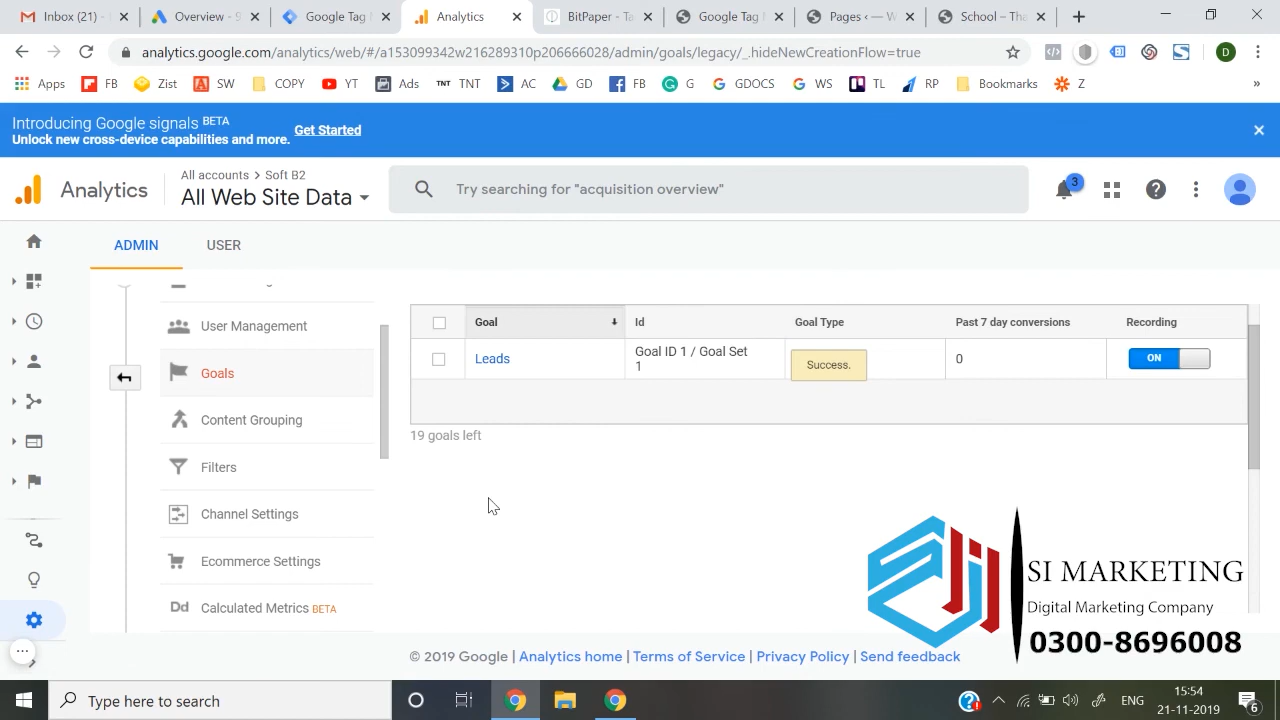 Inbox (21)
Overview - 9
Google Tag M
Analytics
BitPaper - Ta
Google Tag M
Pages ‹ — W
School – Tha
analytics.google.com/analytics/web/#/a153099342w216289310p206666028/admin/goals/legacy/_.hideNewCreationFlow=true
D
Apps
FB
Zist
SW
COPY
YT
Ads
TNT TNT
AC
GD
FB
G
GDOCS
WS
TL
RP
Bookmarks
Z
»
Introducing Google signals BETA
Unlock new cross-device capabilities and more. Get Started
Analytics
All accounts > Soft B2
All Web Site Data
Try searching for "acquisition overview"
3
ADMIN
USER
User Management
Goals
Content Grouping
Filters
Channel Settings
Ecommerce Settings
Dd Calculated Metrics BETA
Goal Id Goal Type Past 7 day conversions Recording
Leads Goal ID 1 / Goal Set 1 Success. 0 ON
19 goals left
SI MARKETING
Digital Marketing Company
0300-8696008
© 2019 Google | Analytics home | Terms of Service | Privacy Policy | Send feedback
Type here to search
ENG
15:54
21-11-2019
6